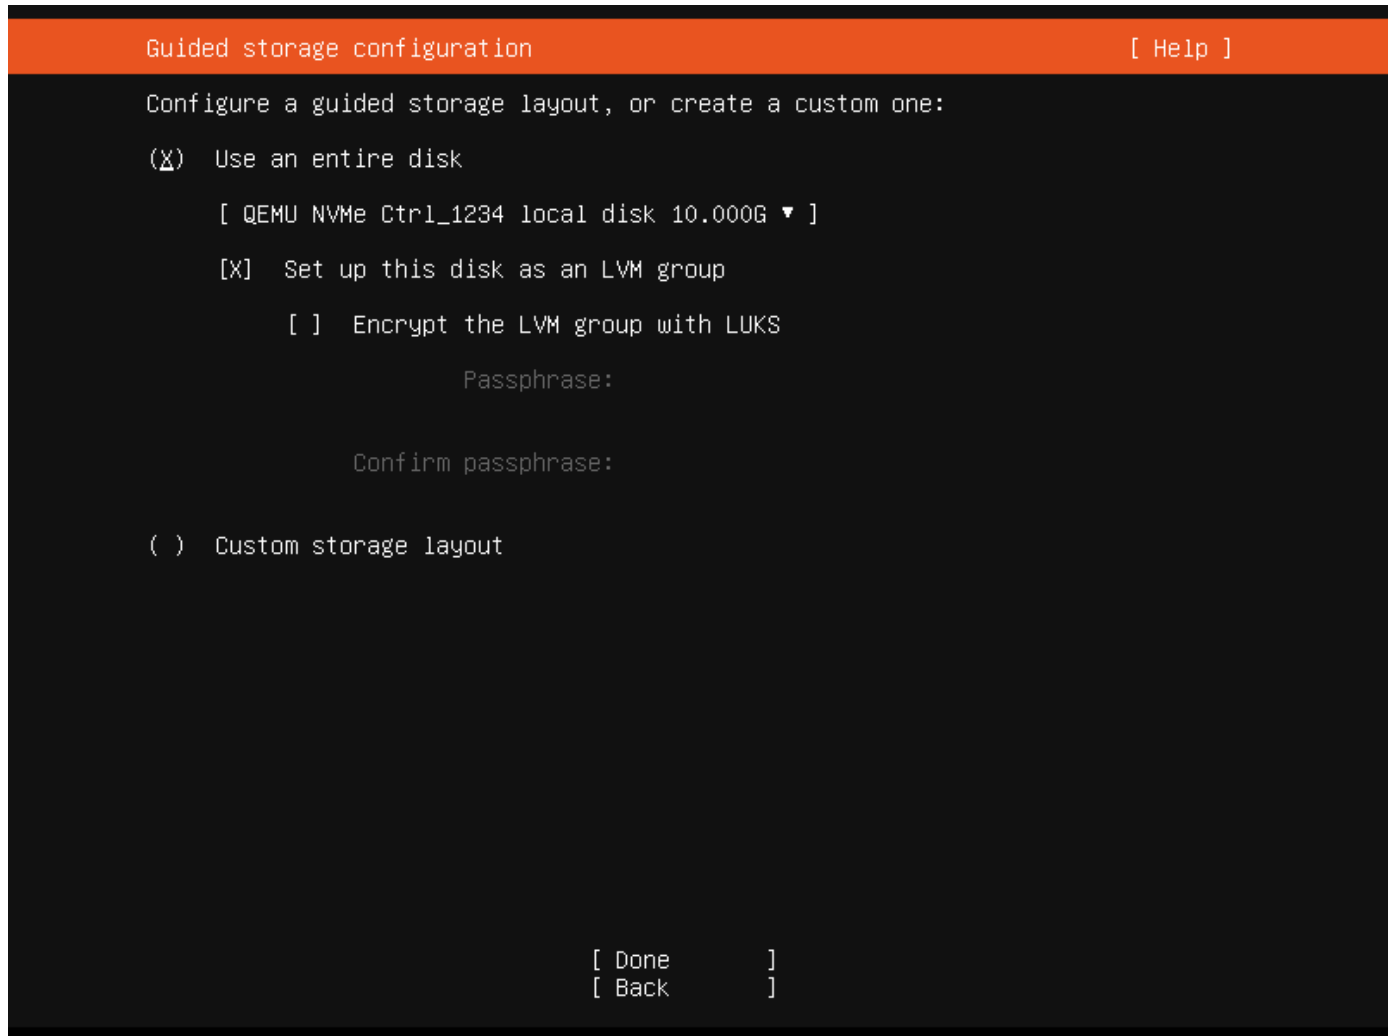 Guided storage configuration [ Help ]
Configure a guided storage layout, or create a custom one:
(X) Use an entire disk
[ QEMU NVMe Ctrl_1234 local disk 10.000G ▾ ]
[X] Set up this disk as an LVM group
[ ] Encrypt the LVM group with LUKS
Passphrase:
Confirm passphrase:
( ) Custom storage layout
[ Done ]
[ Back ]